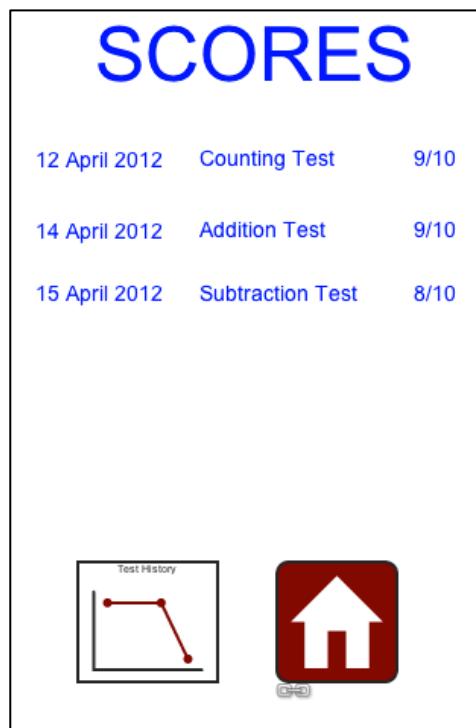 SCORES
12 April 2012 Counting Test 9/10
14 April 2012 Addition Test 9/10
15 April 2012 Subtraction Test 8/10
Test History